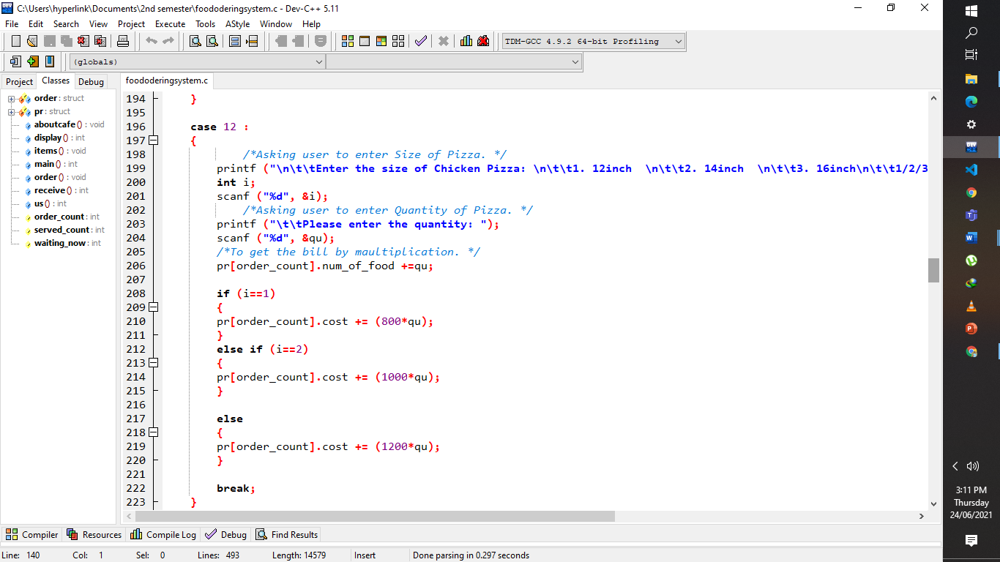 C:\Users\hyperlink\Documents\2nd semester\foododeringsystem.c - Dev-C++ 5.11
File Edit Search View Project Execute Tools AStyle Window Help
TDM-GCC 4.9.2 64-bit Profiling
(globals)
Project Classes Debug
foododeringsystem.c
order : struct
pr : struct
aboutcafe () : void
display () : int
items () : void
main () : int
order () : void
receive () : int
us () : int
order_count : int
served_count : int
waiting_now : int
194 }
195
196 case 12 :
197 {
198 /*Asking user to enter Size of Pizza. */
199 printf ("\n\t\tEnter the size of Chicken Pizza: \n\t\t1. 12inch  \n\t\t2. 14inch  \n\t\t3. 16inch\n\t\t1/2/3
200 int i;
201 scanf ("%d", &i);
202 /*Asking user to enter Quantity of Pizza. */
203 printf ("\t\tPlease enter the quantity: ");
204 scanf ("%d", &qu);
205 /*To get the bill by maultiplication. */
206 pr[order_count].num_of_food +=qu;
207
208 if (i==1)
209 {
210 pr[order_count].cost += (800*qu);
211 }
212 else if (i==2)
213 {
214 pr[order_count].cost += (1000*qu);
215 }
216
217 else
218 {
219 pr[order_count].cost += (1200*qu);
220 }
221
222 break;
223 }
Compiler Resources Compile Log Debug Find Results
Line: 140 Col: 1 Sel: 0 Lines: 493 Length: 14579 Insert Done parsing in 0.297 seconds
3:11 PM
Thursday
24/06/2021